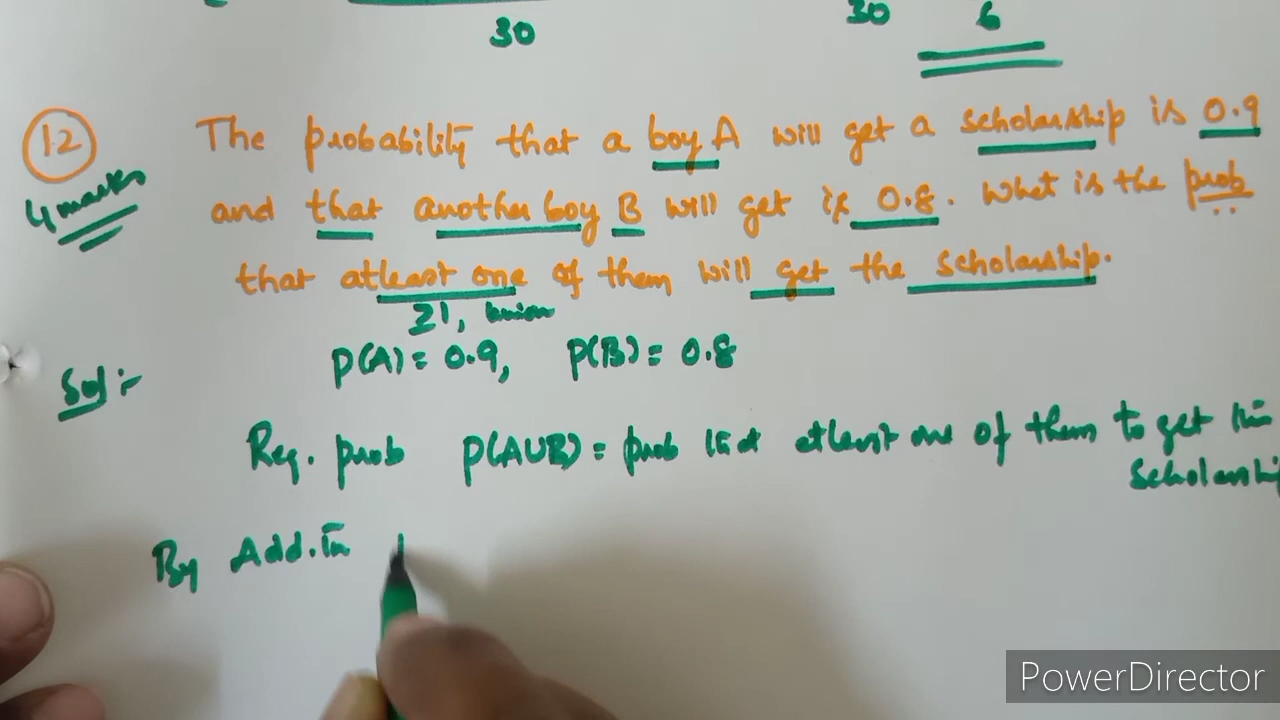 30 30 6
12 The probability that a boy A will get a scholarship is 0.9
4 marks and that another boy B will get is 0.8. What is the prob
that atleast one of them will get the scholarship.
≥1, union
Sol:- P(A) = 0.9, P(B) = 0.8
Req. prob P(AUB) = prob that atleast one of them to get the
scholarshi
By Add. Th
PowerDirector